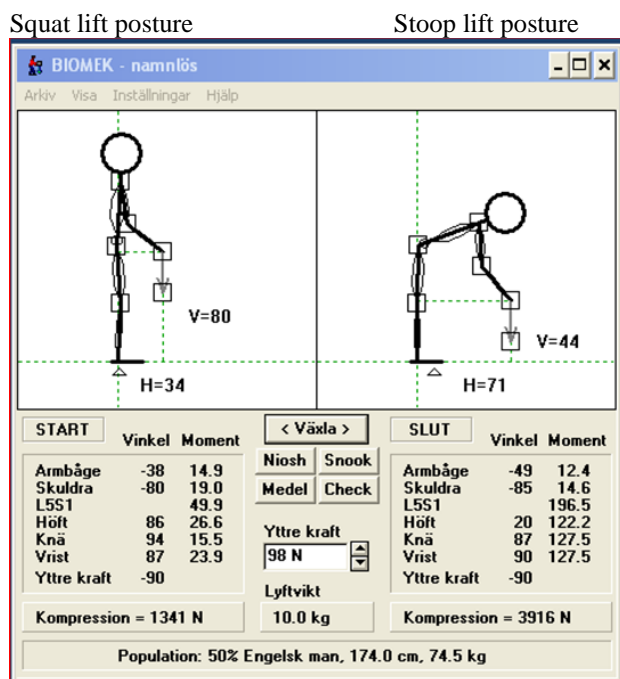 Squat lift posture Stoop lift posture
BIOMEK - namnlös
Arkiv Visa Inställningar Hjälp
V=80
H=34
V=44
H=71
START Vinkel Moment
Armbåge -38 14.9
Skuldra -80 19.0
L5S1 49.9
Höft 86 26.6
Knä 94 15.5
Vrist 87 23.9
Yttre kraft -90
Kompression = 1341 N
< Växla >
Niosh Snook
Medel Check
Yttre kraft
98 N
Lyftvikt
10.0 kg
SLUT Vinkel Moment
Armbåge -49 12.4
Skuldra -85 14.6
L5S1 196.5
Höft 20 122.2
Knä 87 127.5
Vrist 90 127.5
Yttre kraft -90
Kompression = 3916 N
Population: 50% Engelsk man, 174.0 cm, 74.5 kg